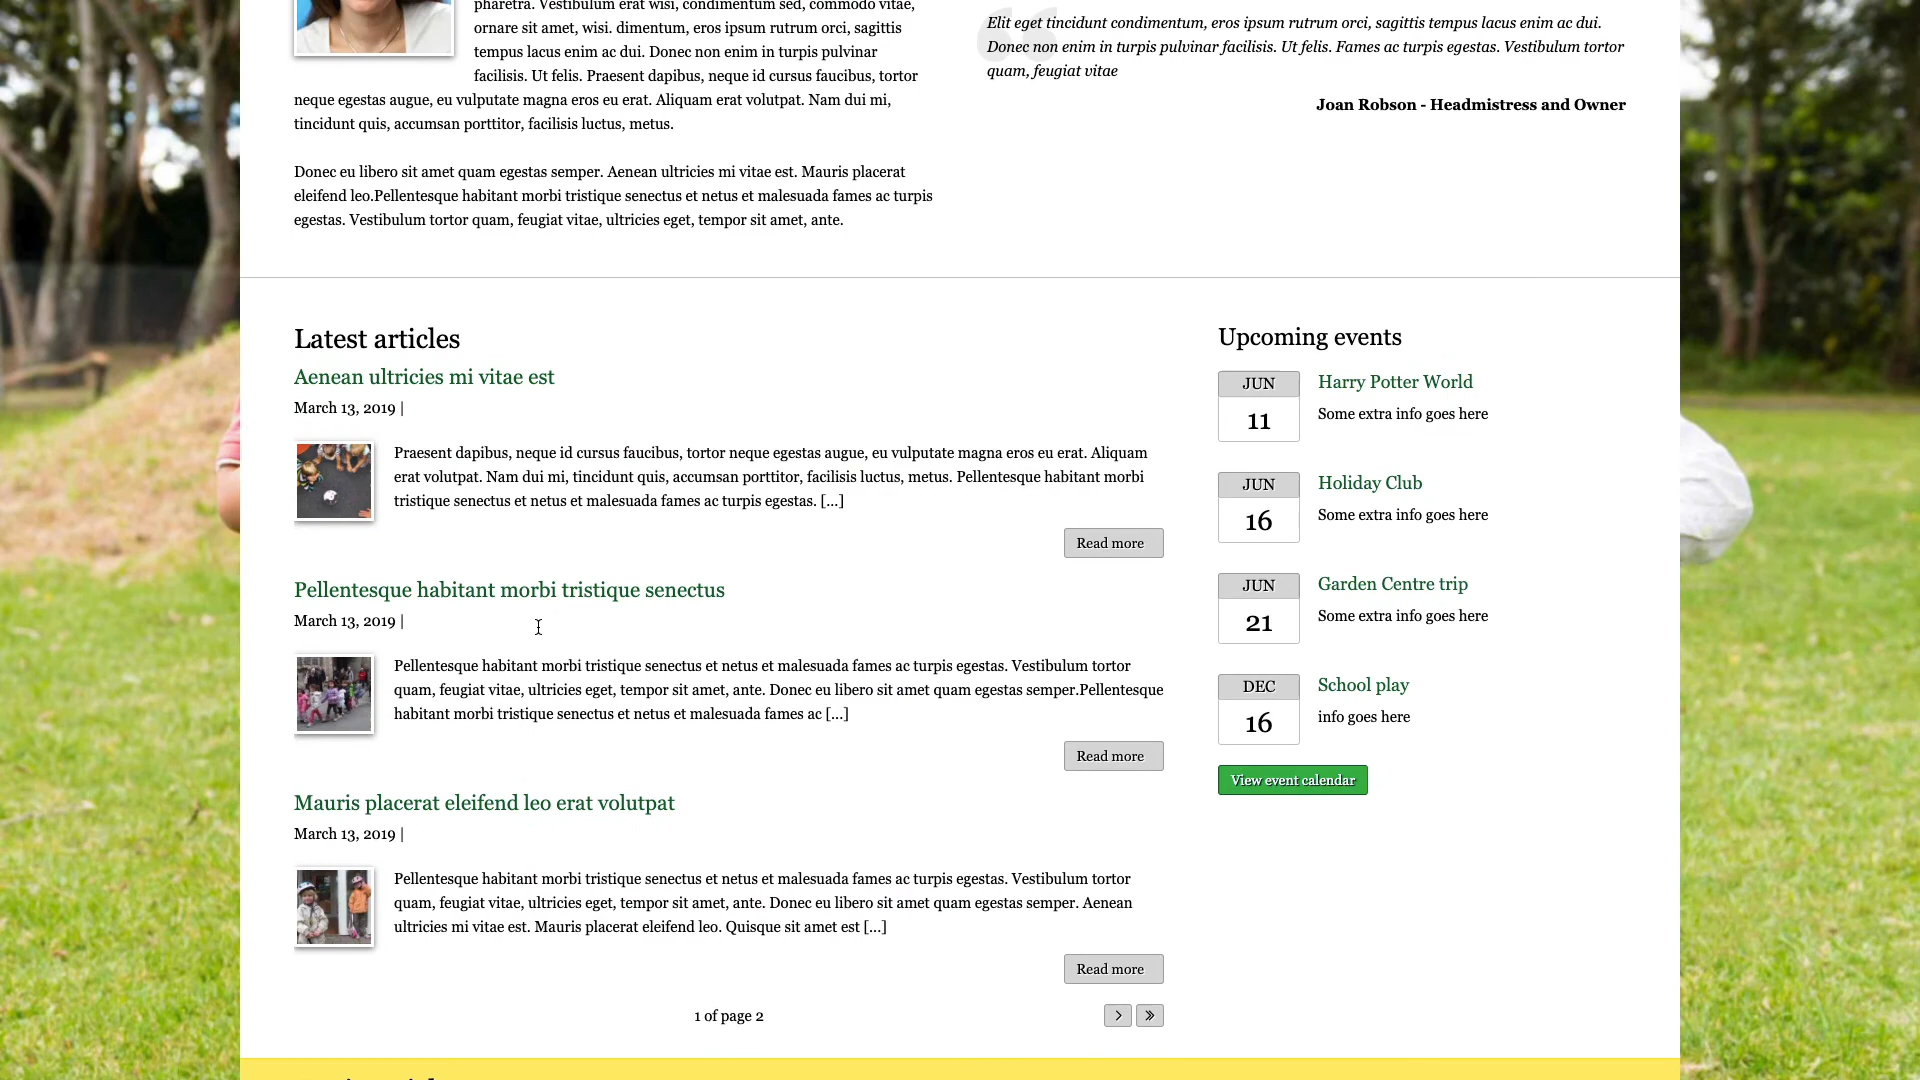 pharetra. Vestibulum erat wisi, condimentum sed, commodo vitae,
ornare sit amet, wisi. dimentum, eros ipsum rutrum orci, sagittis
tempus lacus enim ac dui. Donec non enim in turpis pulvinar
facilisis. Ut felis. Praesent dapibus, neque id cursus faucibus, tortor
neque egestas augue, eu vulputate magna eros eu erat. Aliquam erat volutpat. Nam dui mi,
tincidunt quis, accumsan porttitor, facilisis luctus, metus.
Donec eu libero sit amet quam egestas semper. Aenean ultricies mi vitae est. Mauris placerat
eleifend leo.Pellentesque habitant morbi tristique senectus et netus et malesuada fames ac turpis
egestas. Vestibulum tortor quam, feugiat vitae, ultricies eget, tempor sit amet, ante.
Elit eget tincidunt condimentum, eros ipsum rutrum orci, sagittis tempus lacus enim ac dui.
Donec non enim in turpis pulvinar facilisis. Ut felis. Fames ac turpis egestas. Vestibulum tortor
quam, feugiat vitae
Joan Robson - Headmistress and Owner
Latest articles
Aenean ultricies mi vitae est
March 13, 2019 |
Praesent dapibus, neque id cursus faucibus, tortor neque egestas augue, eu vulputate magna eros eu erat. Aliquam
erat volutpat. Nam dui mi, tincidunt quis, accumsan porttitor, facilisis luctus, metus. Pellentesque habitant morbi
tristique senectus et netus et malesuada fames ac turpis egestas. [...]
Read more
Pellentesque habitant morbi tristique senectus
March 13, 2019 |
Pellentesque habitant morbi tristique senectus et netus et malesuada fames ac turpis egestas. Vestibulum tortor
quam, feugiat vitae, ultricies eget, tempor sit amet, ante. Donec eu libero sit amet quam egestas semper.Pellentesque
habitant morbi tristique senectus et netus et malesuada fames ac [...]
Read more
Mauris placerat eleifend leo erat volutpat
March 13, 2019 |
Pellentesque habitant morbi tristique senectus et netus et malesuada fames ac turpis egestas. Vestibulum tortor
quam, feugiat vitae, ultricies eget, tempor sit amet, ante. Donec eu libero sit amet quam egestas semper. Aenean
ultricies mi vitae est. Mauris placerat eleifend leo. Quisque sit amet est [...]
Read more
1 of page 2
Upcoming events
JUN
11
Harry Potter World
Some extra info goes here
JUN
16
Holiday Club
Some extra info goes here
JUN
21
Garden Centre trip
Some extra info goes here
DEC
16
School play
info goes here
View event calendar